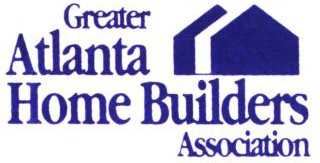 Greater
Atlanta
Home Builders
Association